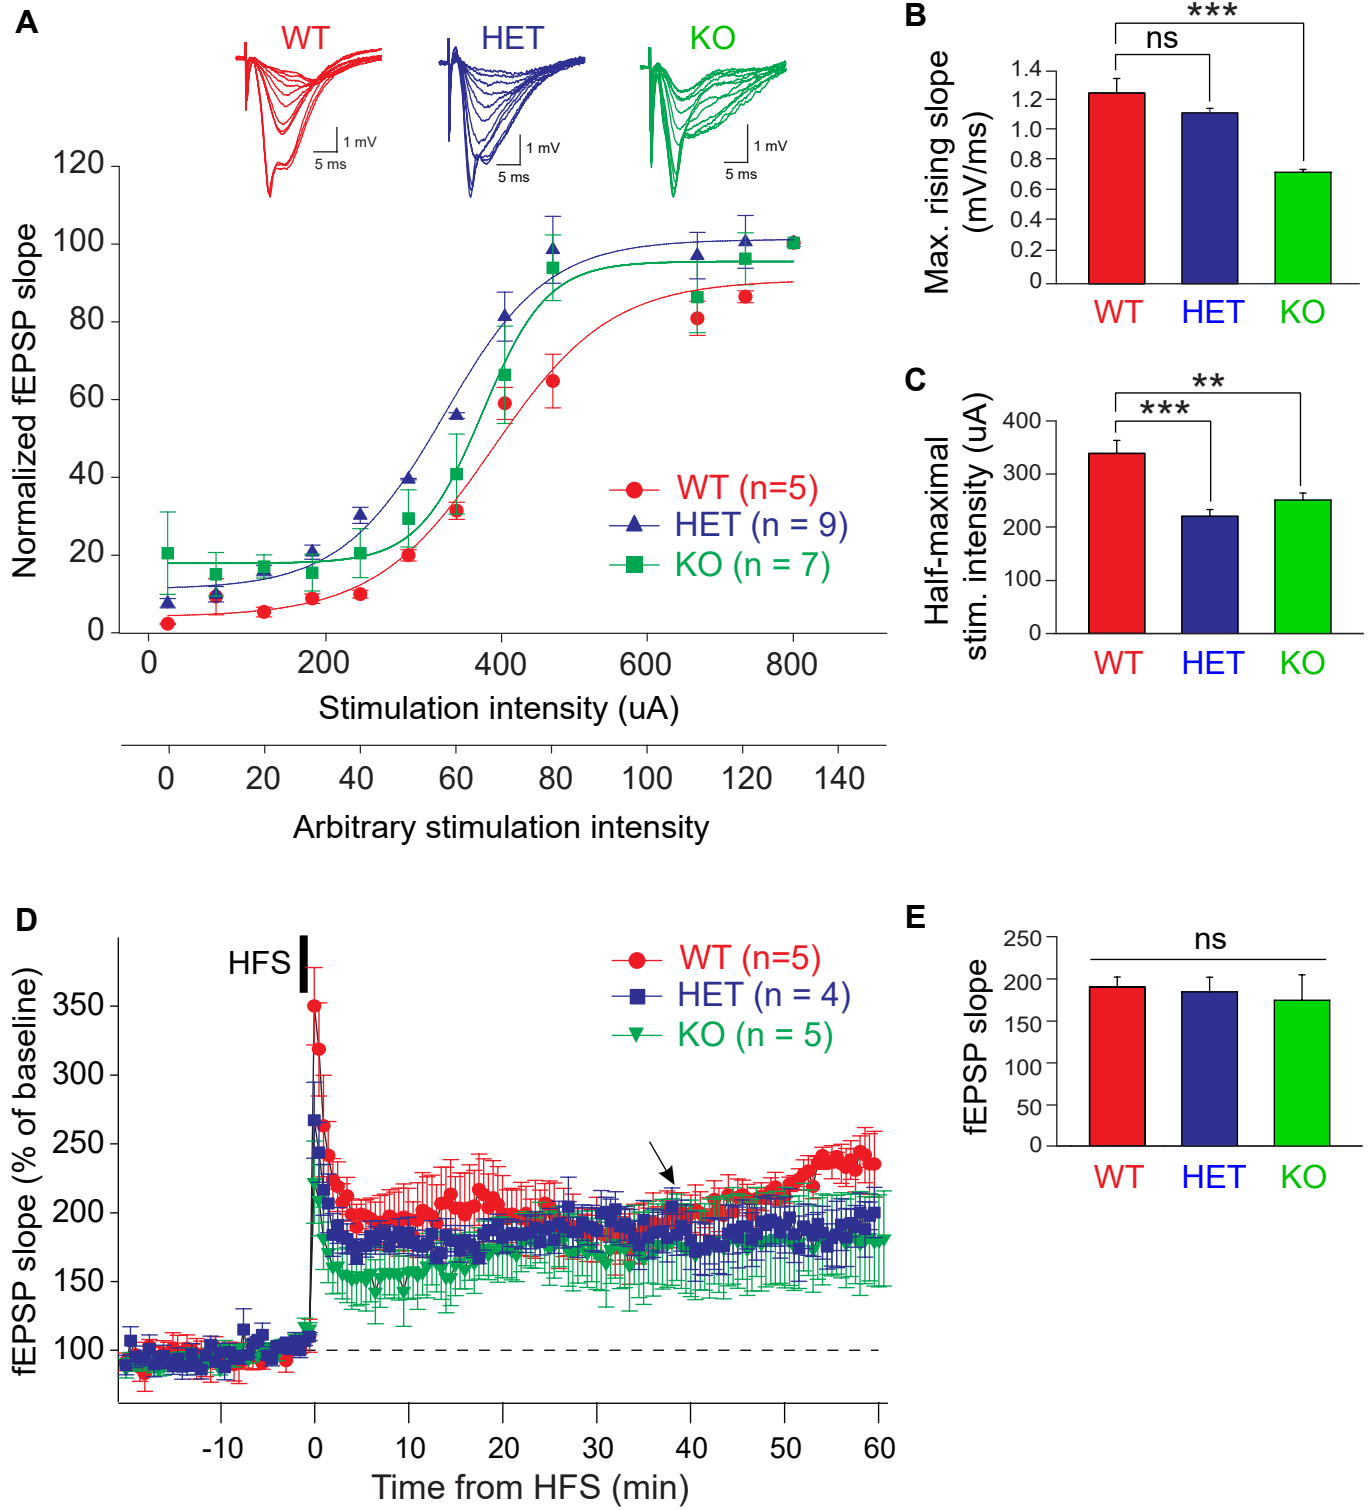 A
WT
HET
KO
1 mV
5 ms
1 mV
5 ms
1 mV
5 ms
Normalized fEPSP slope
120
100
80
60
40
20
0
WT (n=5)
HET (n = 9)
KO (n = 7)
0 200 400 600 800
Stimulation intensity (uA)
0 20 40 60 80 100 120 140
Arbitrary stimulation intensity
B
***
ns
Max. rising slope
(mV/ms)
1.4
1.2
1.0
0.8
0.6
0.4
0.2
0
WT HET KO
C
**
***
Half-maximal
stim. intensity (uA)
400
300
200
100
0
WT HET KO
D
HFS
WT (n=5)
HET (n = 4)
KO (n = 5)
fEPSP slope (% of baseline)
350
300
250
200
150
100
-10 0 10 20 30 40 50 60
Time from HFS (min)
E
ns
fEPSP slope
250
200
150
100
50
0
WT HET KO